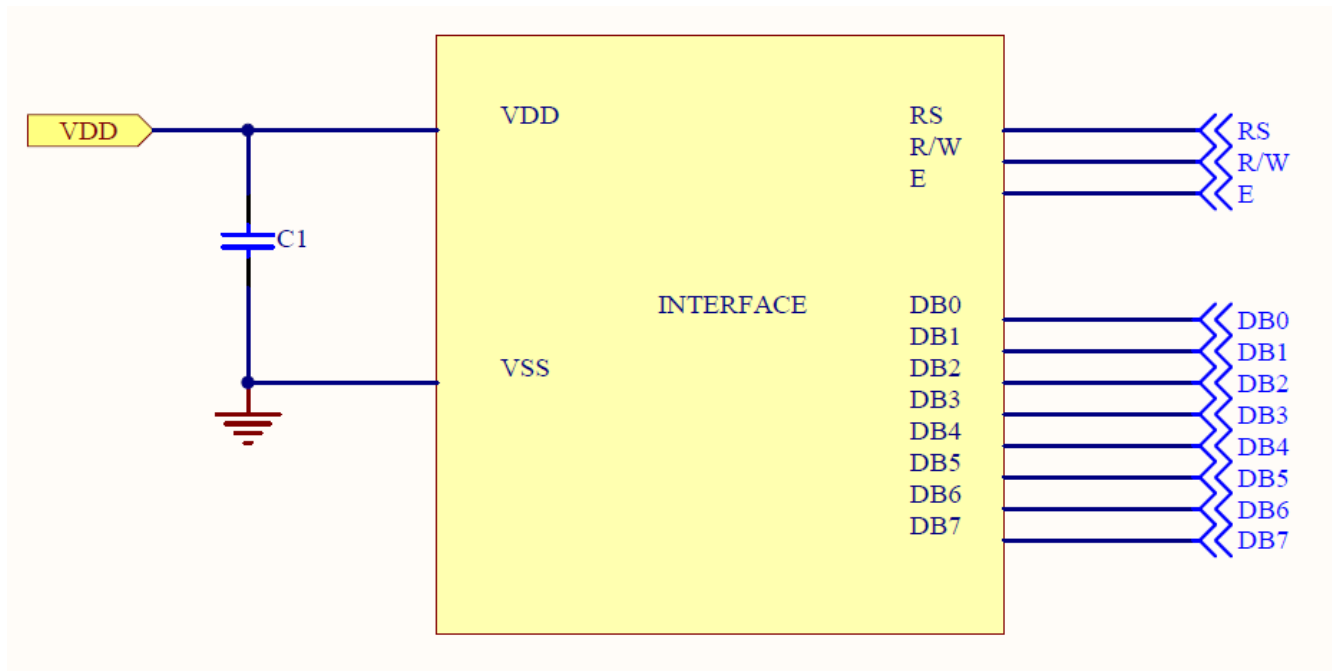 VDD
C1
VDD
VSS
INTERFACE
RS
R/W
E
DB0
DB1
DB2
DB3
DB4
DB5
DB6
DB7
RS
R/W
E
DB0
DB1
DB2
DB3
DB4
DB5
DB6
DB7